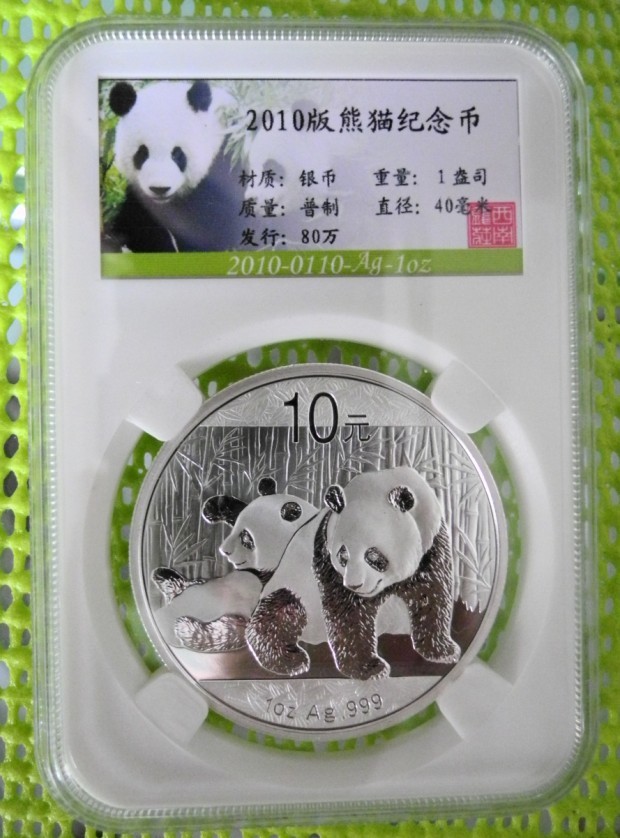 2010版熊猫纪念币
材质：银币 重量：1盎司
质量：普制 直径：40毫米
发行：80万
2010-0110-Ag-1oz
10元
1oz Ag .999